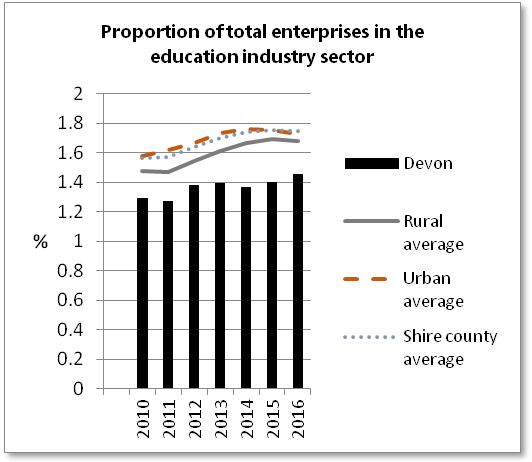 Proportion of total enterprises in the
education industry sector
2
1.8
1.6
1.4
1.2
1
0.8
0.6
0.4
0.2
0
%
2010
2011
2012
2013
2014
2015
2016
Devon
Rural
average
Urban
average
Shire county
average